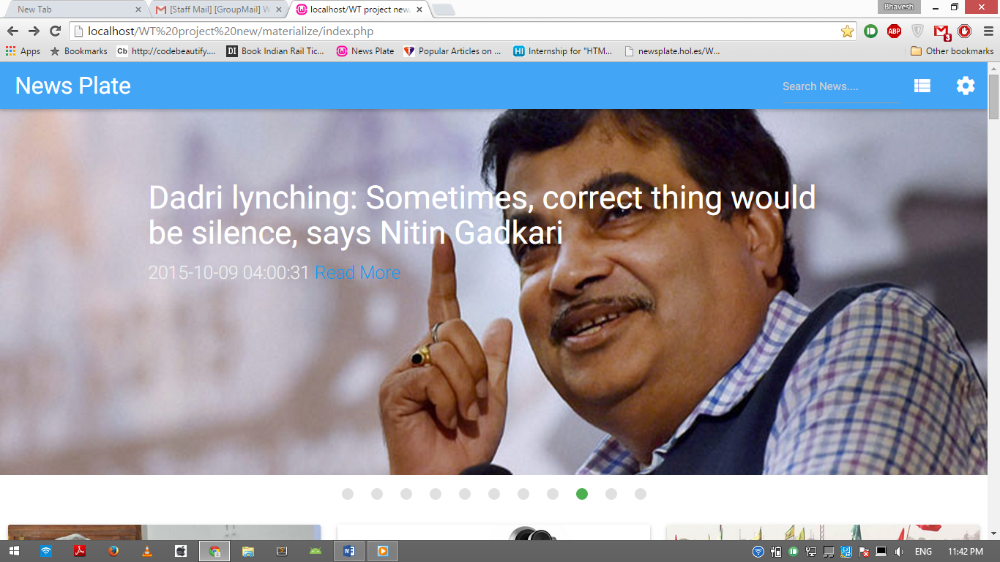 New Tab
[Staff Mail] [GroupMail] W
localhost/WT project new
Bhavesh
localhost/WT%20project%20new/materialize/index.php
ABP
3
Apps
Bookmarks
Cb http://codebeautify....
DI Book Indian Rail Tic...
News Plate
Popular Articles on ...
HI Internship for "HTM...
newsplate.hol.es/W...
Other bookmarks
News Plate
Search News....
Dadri lynching: Sometimes, correct thing would
be silence, says Nitin Gadkari
2015-10-09 04:00:31 Read More
ENG
11:42 PM